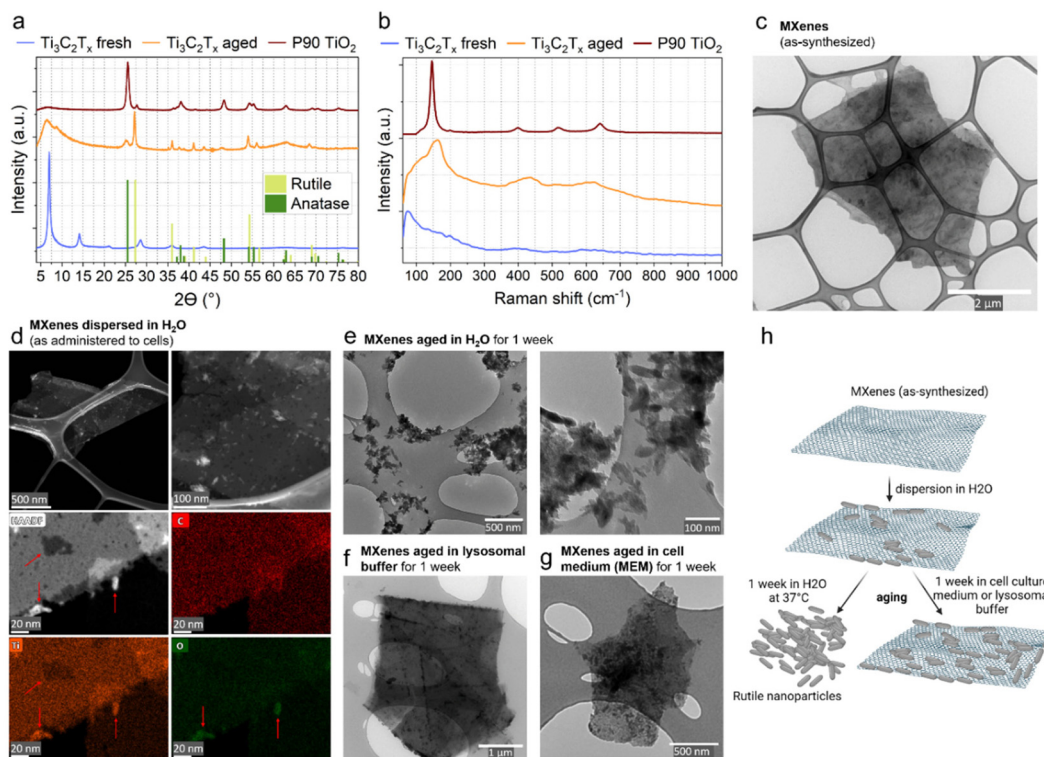 a
Ti₃C₂Tₓ fresh
Ti₃C₂Tₓ aged
P90 TiO₂
Intensity (a.u.)
Rutile
Anatase
5 10 15 20 25 30 35 40 45 50 55 60 65 70 75 80
2Θ (°)
b
Ti₃C₂Tₓ fresh
Ti₃C₂Tₓ aged
P90 TiO₂
Intensity (a.u.)
100 200 300 400 500 600 700 800 900 1000
Raman shift (cm⁻¹)
c MXenes
(as-synthesized)
2 µm
d MXenes dispersed in H₂O
(as administered to cells)
500 nm
100 nm
HAADF
20 nm
C
20 nm
Ti
20 nm
O
20 nm
e MXenes aged in H₂O for 1 week
500 nm
100 nm
f MXenes aged in lysosomal
buffer for 1 week
1 µm
g MXenes aged in cell
medium (MEM) for 1 week
500 nm
h
MXenes (as-synthesized)
dispersion in H2O
1 week in H2O
at 37°C
aging
1 week in cell culture
medium or lysosomal
buffer
Rutile nanoparticles